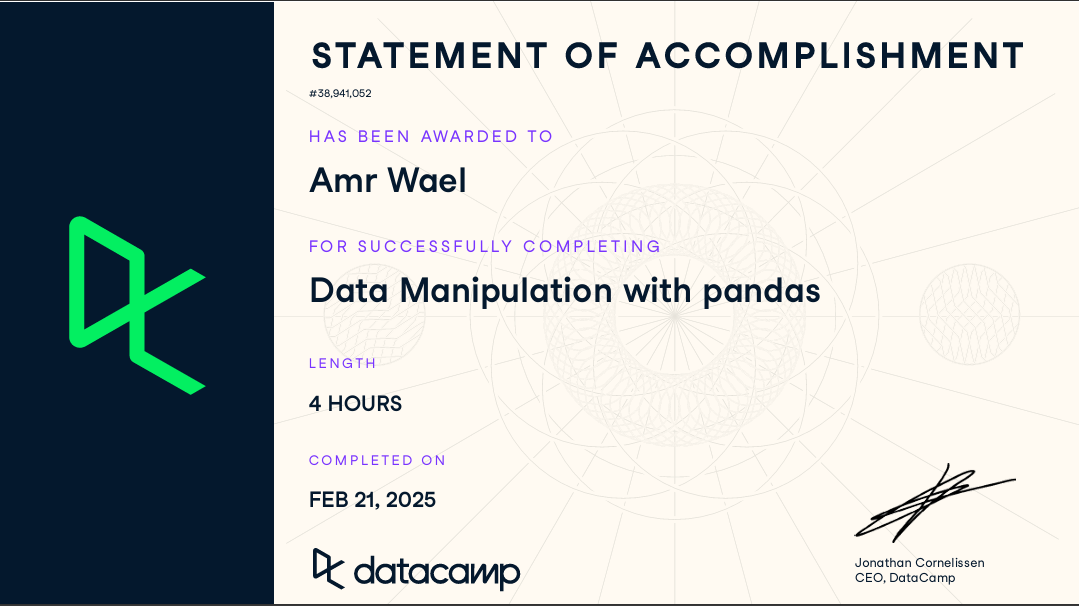 STATEMENT OF ACCOMPLISHMENT
#38,941,052
HAS BEEN AWARDED TO
Amr Wael
FOR SUCCESSFULLY COMPLETING
Data Manipulation with pandas
LENGTH
4 HOURS
COMPLETED ON
FEB 21, 2025
datacamp
Jonathan Cornelissen
CEO, DataCamp